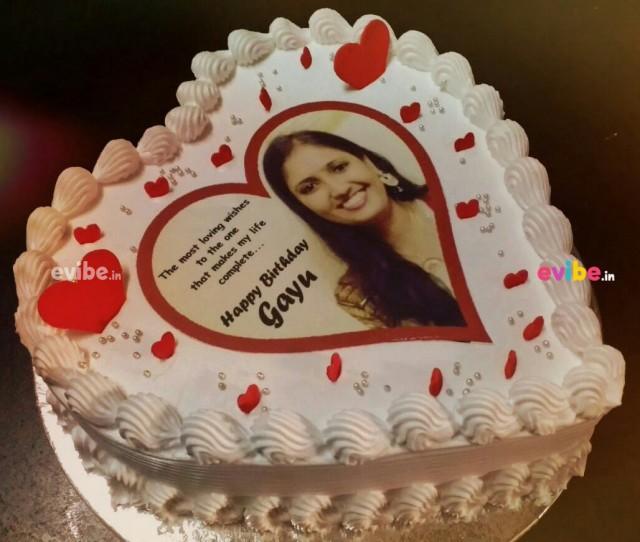 The most loving wishes
to the one
that makes my life
complete...
Happy Birthday
Gayu
evibe.in
evibe.in